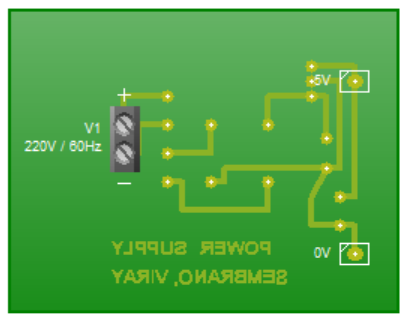 +
V1
220V / 60Hz
−
5V
0V
POWER SUPPLY
SEMBRANO, VIRAY